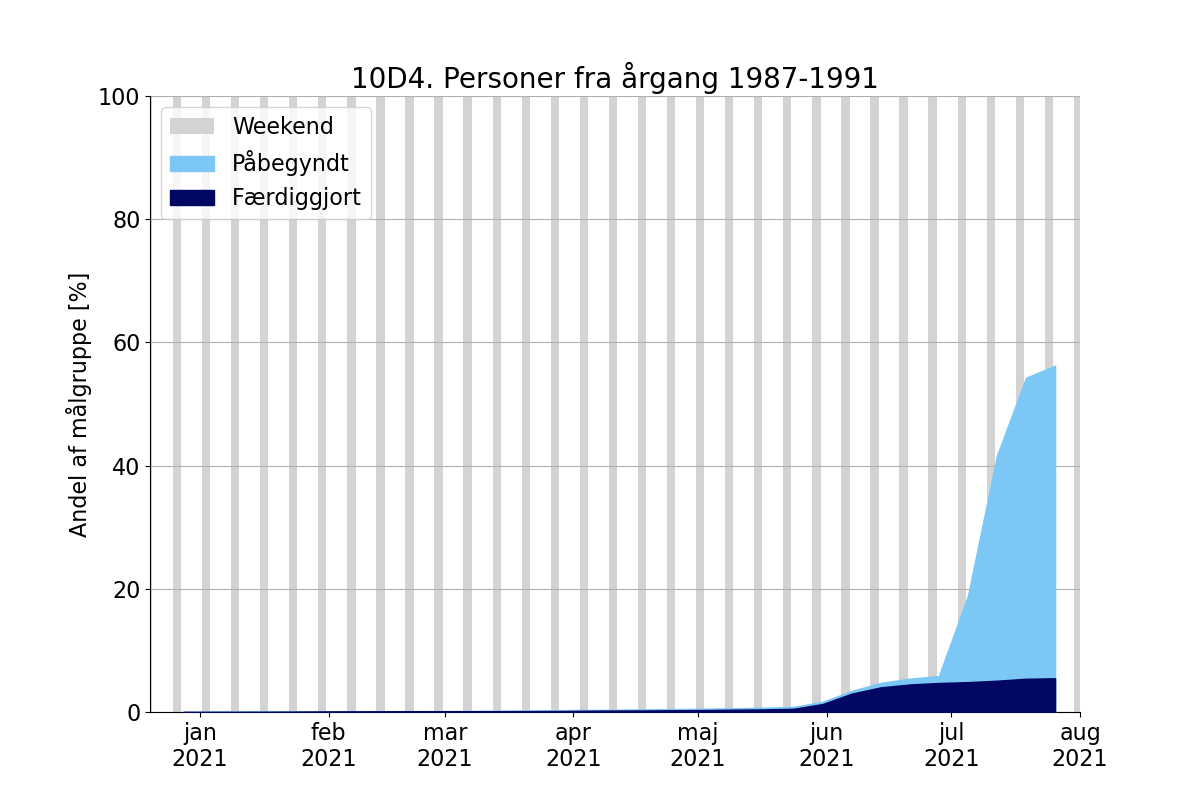 10D4. Personer fra årgang 1987-1991
Andel af målgruppe [%]
100
80
60
40
20
0
Weekend
Påbegyndt
Færdiggjort
jan feb mar apr maj jun jul aug
2021 2021 2021 2021 2021 2021 2021 2021